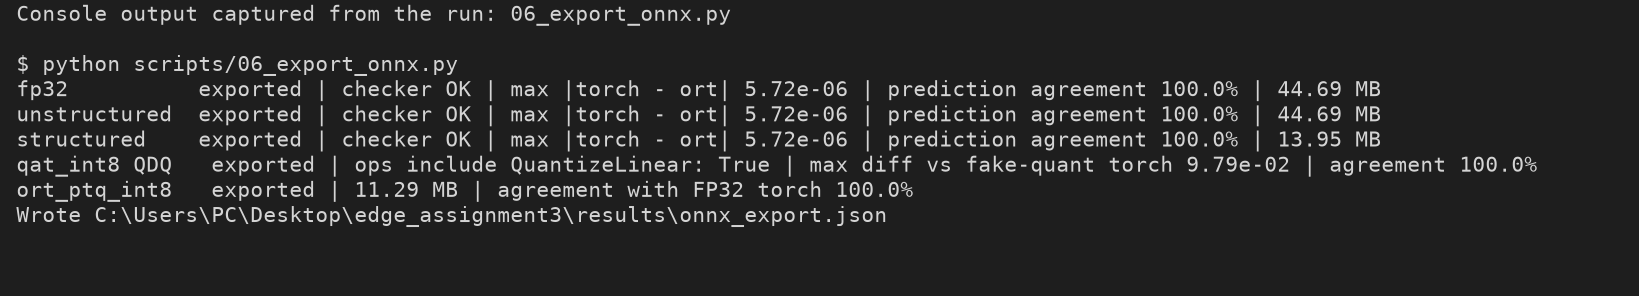 Console output captured from the run: 06_export_onnx.py
$ python scripts/06_export_onnx.py
fp32          exported | checker OK | max |torch - ort| 5.72e-06 | prediction agreement 100.0% | 44.69 MB
unstructured  exported | checker OK | max |torch - ort| 5.72e-06 | prediction agreement 100.0% | 44.69 MB
structured    exported | checker OK | max |torch - ort| 5.72e-06 | prediction agreement 100.0% | 13.95 MB
qat_int8 QDQ   exported | ops include QuantizeLinear: True | max diff vs fake-quant torch 9.79e-02 | agreement 100.0%
ort_ptq_int8   exported | 11.29 MB | agreement with FP32 torch 100.0%
Wrote C:\Users\PC\Desktop\edge_assignment3\results\onnx_export.json